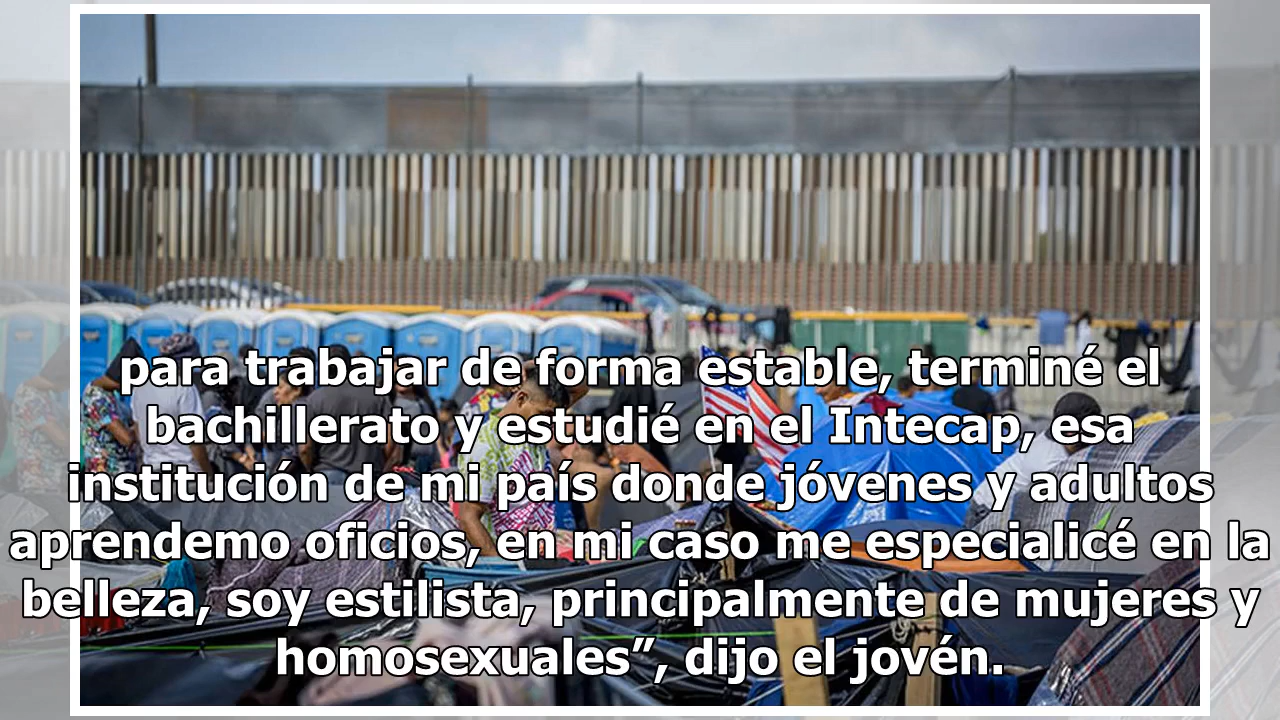 para trabajar de forma estable, terminé el
bachillerato y estudié en el Intecap, esa
institución de mi país donde jóvenes y adultos
aprendemo oficios, en mi caso me especialicé en la
belleza, soy estilista, principalmente de mujeres y
homosexuales”, dijo el jovén.